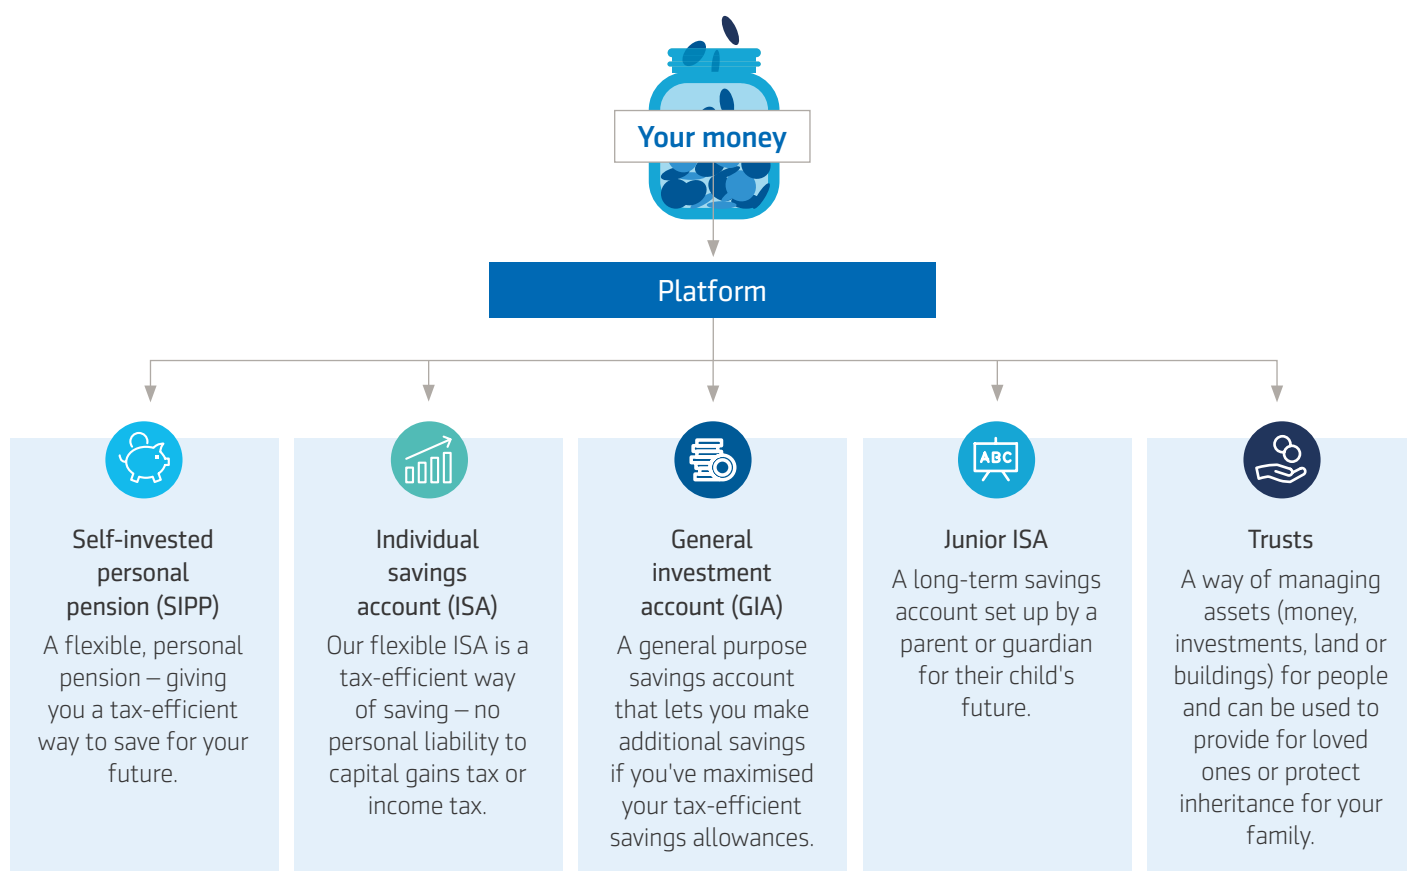 Your money
Platform
Self-invested
personal
pension (SIPP)
A flexible, personal
pension – giving
you a tax-efficient
way to save for your
future.
Individual
savings
account (ISA)
Our flexible ISA is a
tax-efficient way
of saving – no
personal liability to
capital gains tax or
income tax.
General
investment
account (GIA)
A general purpose
savings account
that lets you make
additional savings
if you've maximised
your tax-efficient
savings allowances.
ABC
Junior ISA
A long-term savings
account set up by a
parent or guardian
for their child's
future.
Trusts
A way of managing
assets (money,
investments, land or
buildings) for people
and can be used to
provide for loved
ones or protect
inheritance for your
family.